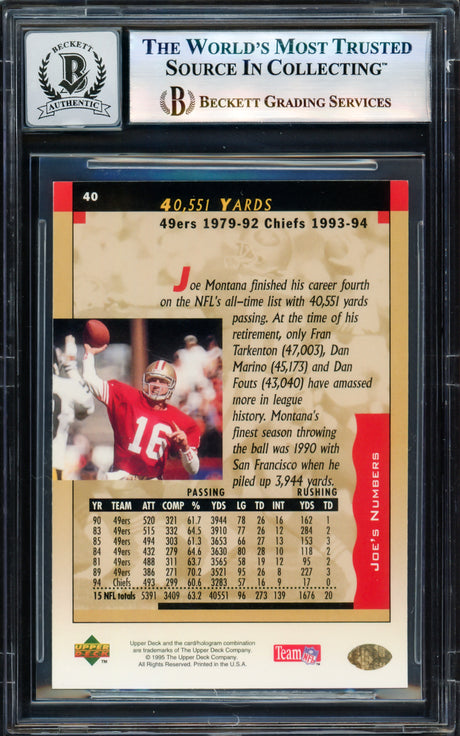 BECKETT
B
AUTHENTIC
THE WORLD'S MOST TRUSTED
SOURCE IN COLLECTING™
B BECKETT GRADING SERVICES
40
40,551 YARDS
49ers 1979-92 Chiefs 1993-94
Joe Montana finished his career fourth
on the NFL's all-time list with 40,551 yards
passing. At the time of his
retirement, only Fran
Tarkenton (47,003), Dan
Marino (45,173) and Dan
Fouts (43,040) have amassed
more in league
history. Montana's
finest season throwing
the ball was 1990 with
San Francisco when he
piled up 3,944 yards.
16
JOE'S NUMBERS
PASSING RUSHING
YR TEAM ATT COMP % YDS LG TD INT YDS TD
90 49ers 520 321 61.7 3944 78 26 16 162 1
83 49ers 515 332 64.5 3910 77 26 12 284 2
85 49ers 494 303 61.3 3653 73 27 13 153 3
84 49ers 432 279 64.6 3630 80 28 10 118 2
81 49ers 488 311 63.7 3565 58 19 12 95 2
89 49ers 386 271 70.2 3521 95 26 8 227 3
94 Chiefs 493 299 60.6 3283 57 16 9 17 0
15 NFL totals 5391 3409 63.2 40551 96 273 139 1676 20
UPPER
DECK
™
Upper Deck and the card/hologram combination
are trademarks of The Upper Deck Company.
© 1995 The Upper Deck Company.
All Rights Reserved. Printed in the U.S.A.
Team NFL